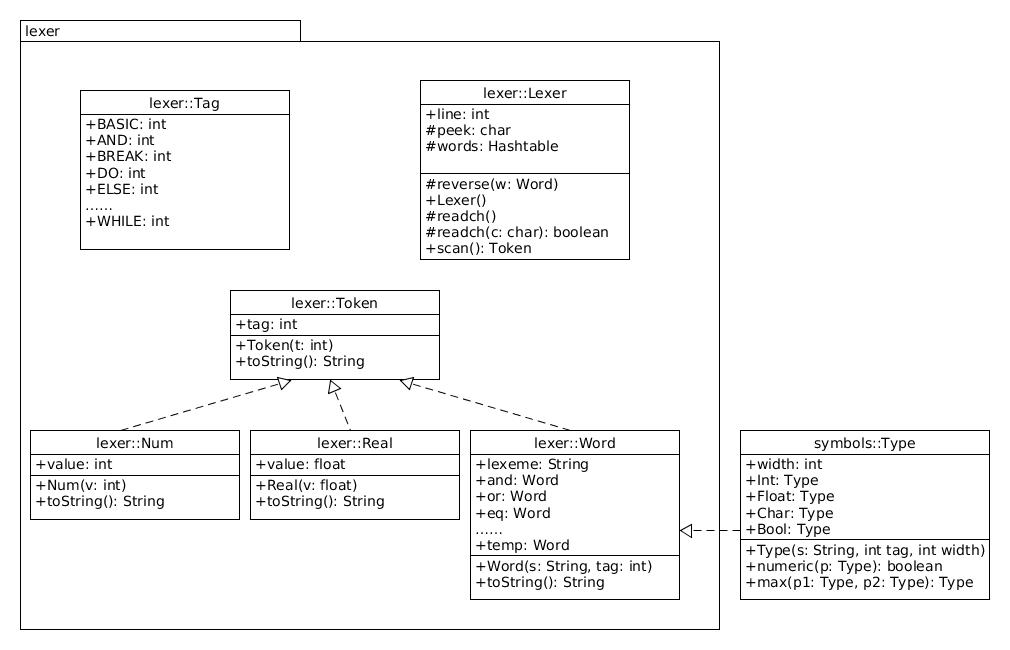 lexer
lexer::Tag
+BASIC: int
+AND: int
+BREAK: int
+DO: int
+ELSE: int
......
+WHILE: int
lexer::Lexer
+line: int
#peek: char
#words: Hashtable
#reverse(w: Word)
+Lexer()
#readch()
#readch(c: char): boolean
+scan(): Token
lexer::Token
+tag: int
+Token(t: int)
+toString(): String
lexer::Num
+value: int
+Num(v: int)
+toString(): String
lexer::Real
+value: float
+Real(v: float)
+toString(): String
lexer::Word
+lexeme: String
+and: Word
+or: Word
+eq: Word
......
+temp: Word
+Word(s: String, tag: int)
+toString(): String
symbols::Type
+width: int
+Int: Type
+Float: Type
+Char: Type
+Bool: Type
+Type(s: String, int tag, int width)
+numeric(p: Type): boolean
+max(p1: Type, p2: Type): Type